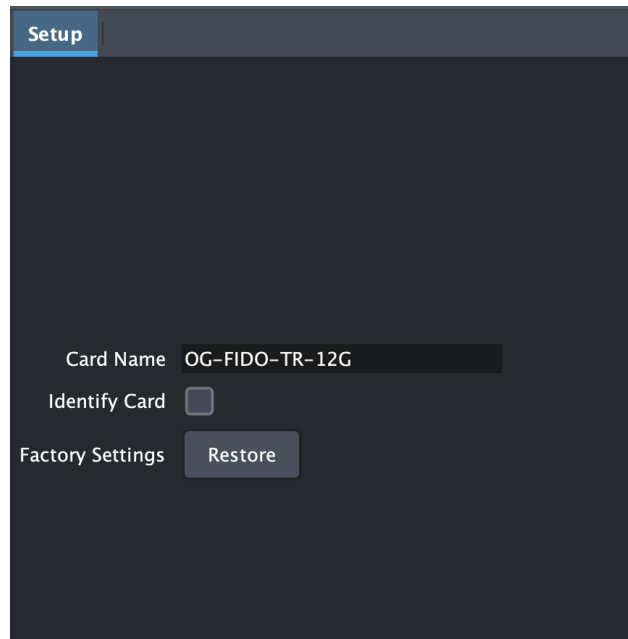 Setup
Card Name OG-FIDO-TR-12G
Identify Card
Factory Settings Restore